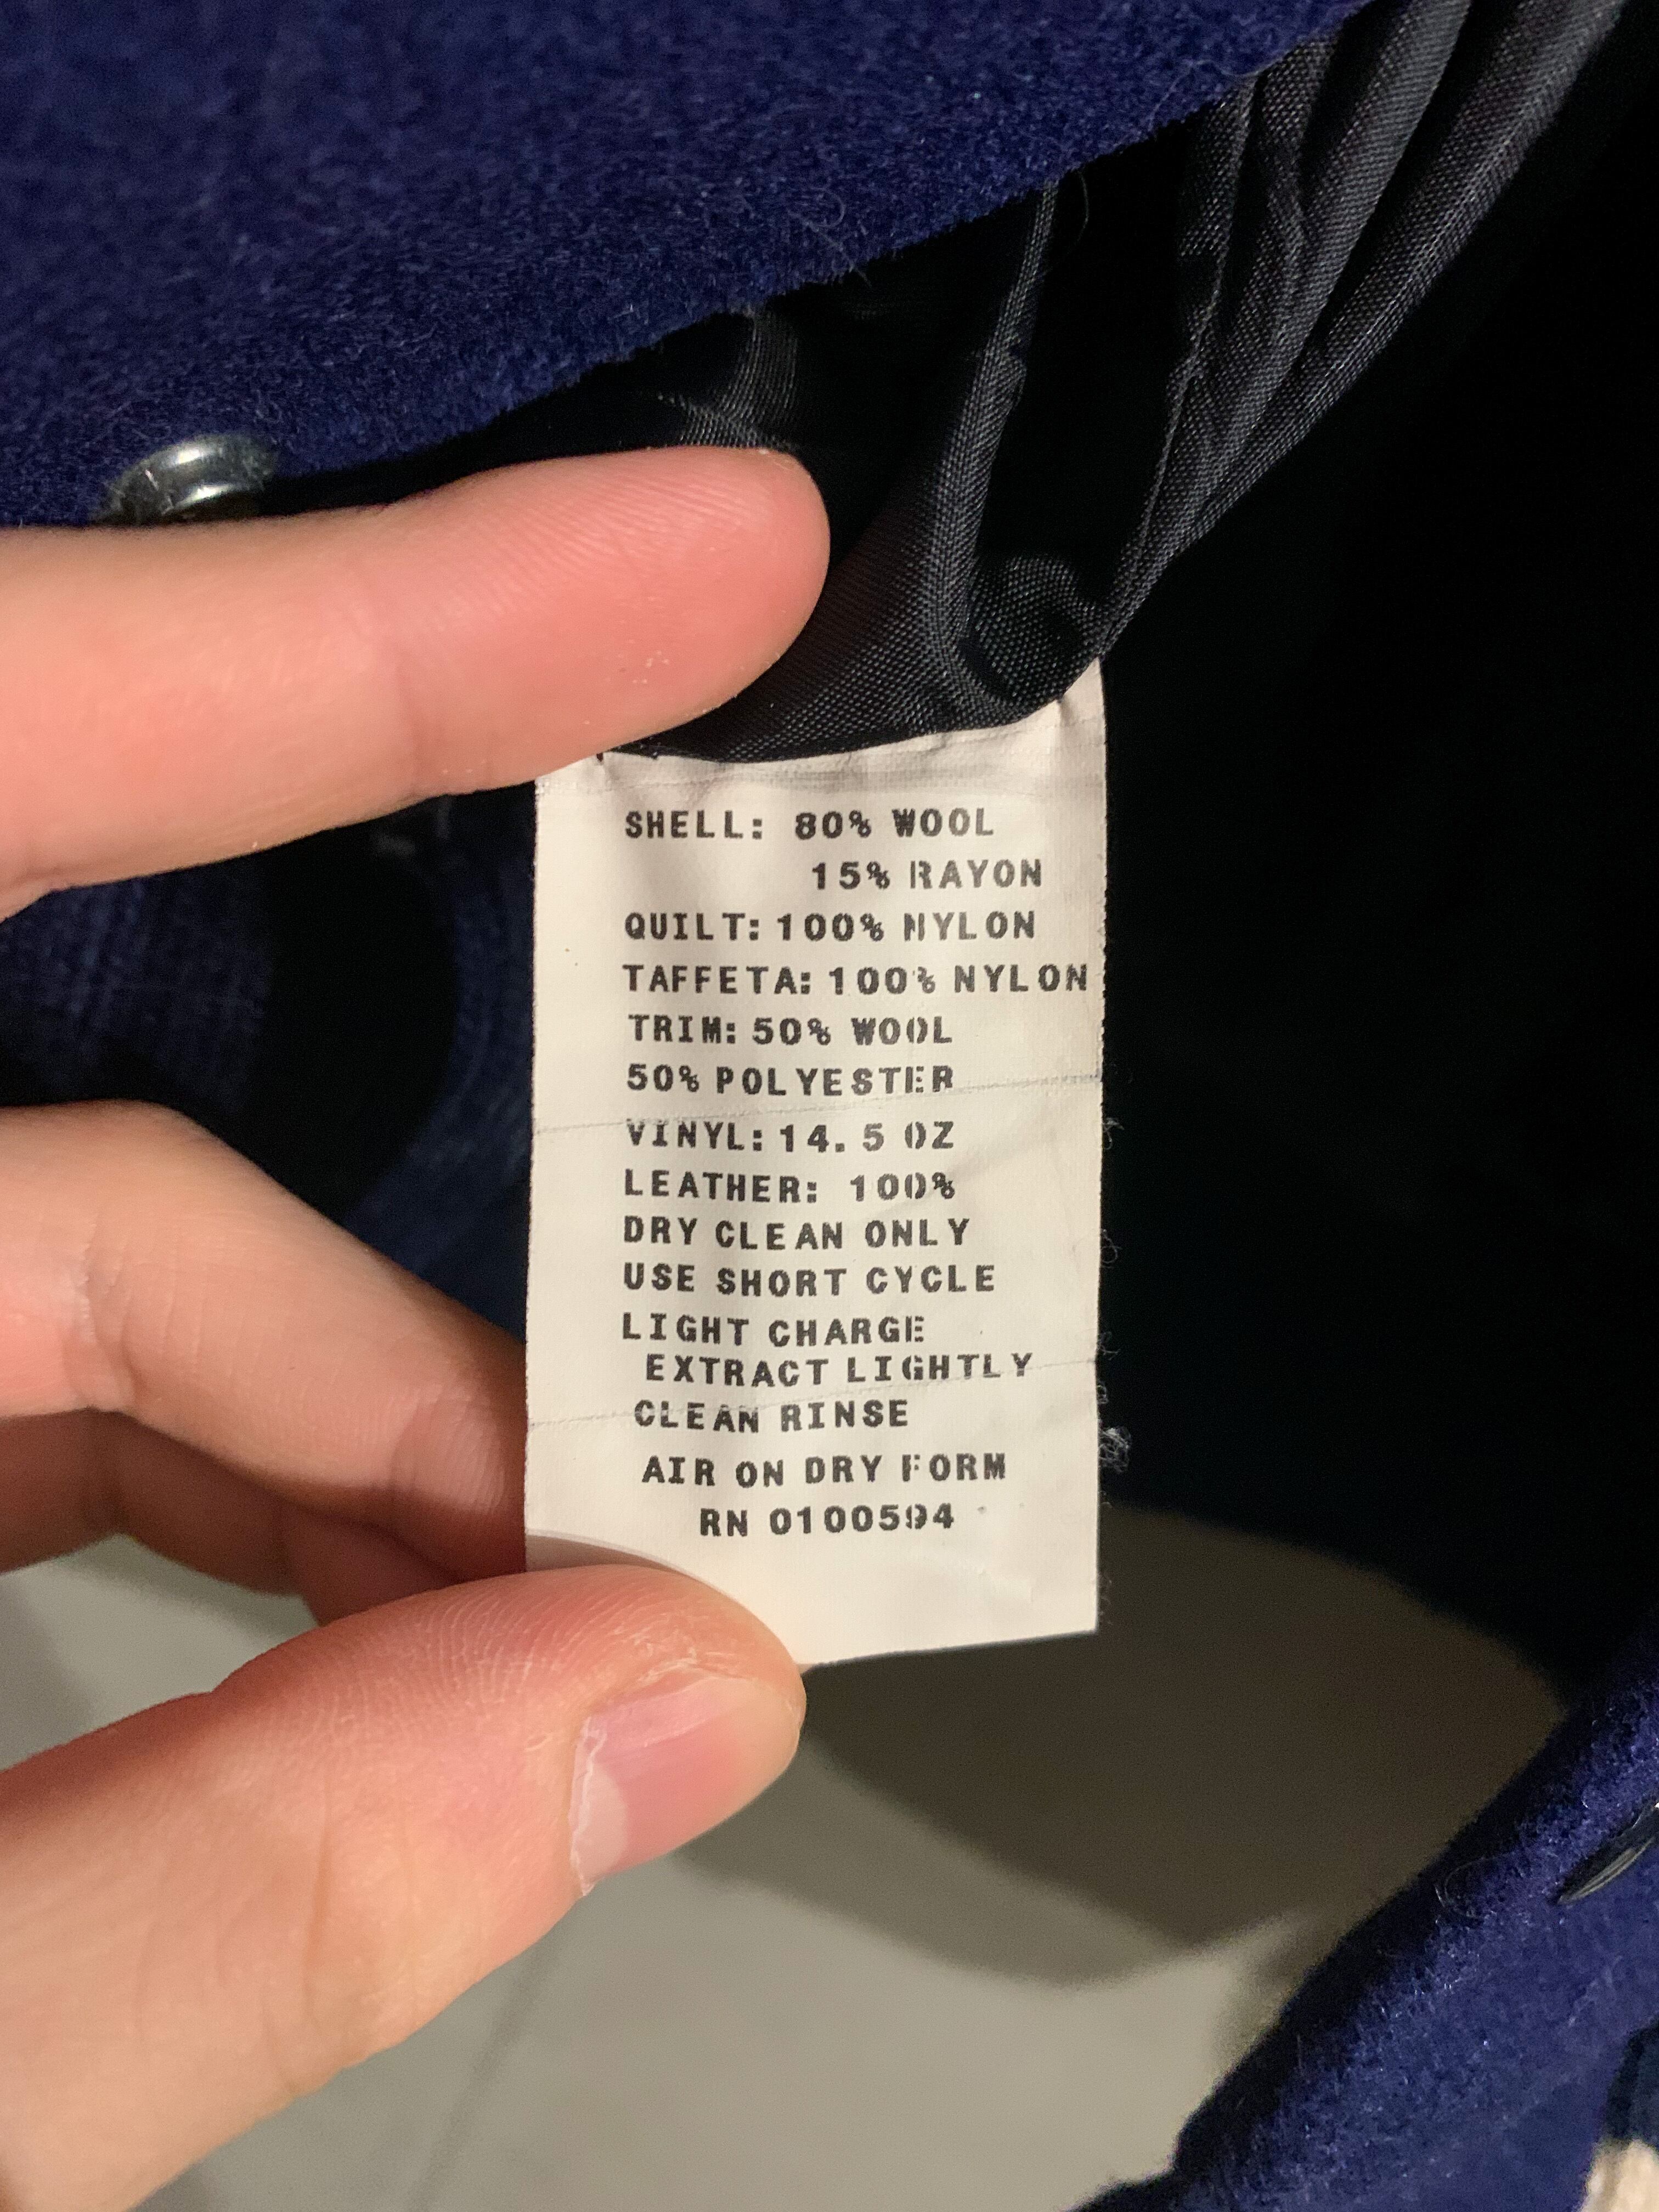 SHELL: 80% WOOL
15% RAYON
QUILT: 100% NYLON
TAFFETA: 100% NYLON
TRIM: 50% WOOL
50% POLYESTER
VINYL: 14.5 OZ
LEATHER: 100%
DRY CLEAN ONLY
USE SHORT CYCLE
LIGHT CHARGE
EXTRACT LIGHTLY
CLEAN RINSE
AIR ON DRY FORM
RN 0100594